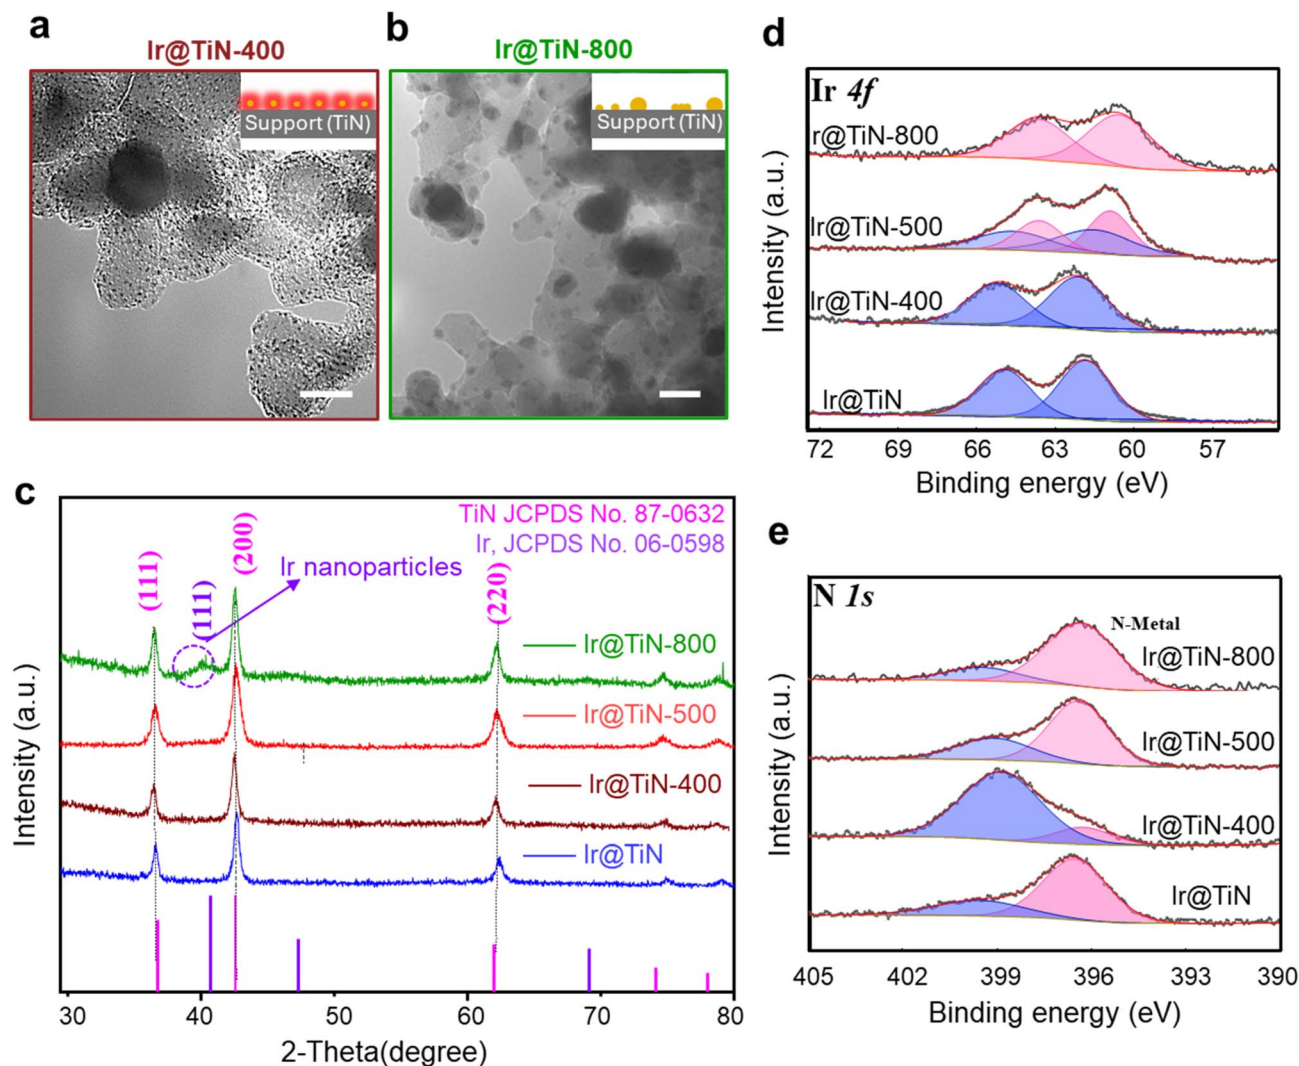 a
Ir@TiN-400
Support (TiN)
b
Ir@TiN-800
Support (TiN)
c
TiN JCPDS No. 87-0632
Ir, JCPDS No. 06-0598
(111)
(111)
(200)
Ir nanoparticles
(220)
Ir@TiN-800
Ir@TiN-500
Ir@TiN-400
Ir@TiN
Intensity (a.u.)
30 40 50 60 70 80
2-Theta(degree)
d
Ir 4f
r@TiN-800
Ir@TiN-500
Ir@TiN-400
Ir@TiN
Intensity (a.u.)
72 69 66 63 60 57
Binding energy (eV)
e
N 1s
N-Metal
Ir@TiN-800
Ir@TiN-500
Ir@TiN-400
Ir@TiN
Intensity (a.u.)
405 402 399 396 393 390
Binding energy (eV)